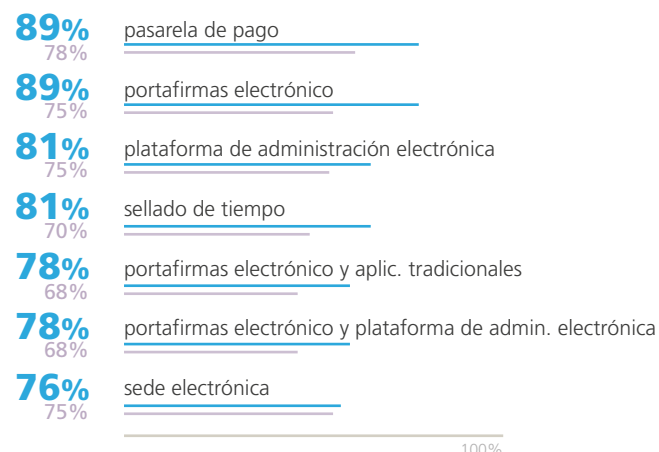 89% pasarela de pago
78%
89% portafirmas electrónico
75%
81% plataforma de administración electrónica
75%
81% sellado de tiempo
70%
78% portafirmas electrónico y aplic. tradicionales
68%
78% portafirmas electrónico y plataforma de admin. electrónica
68%
76% sede electrónica
75%
100%